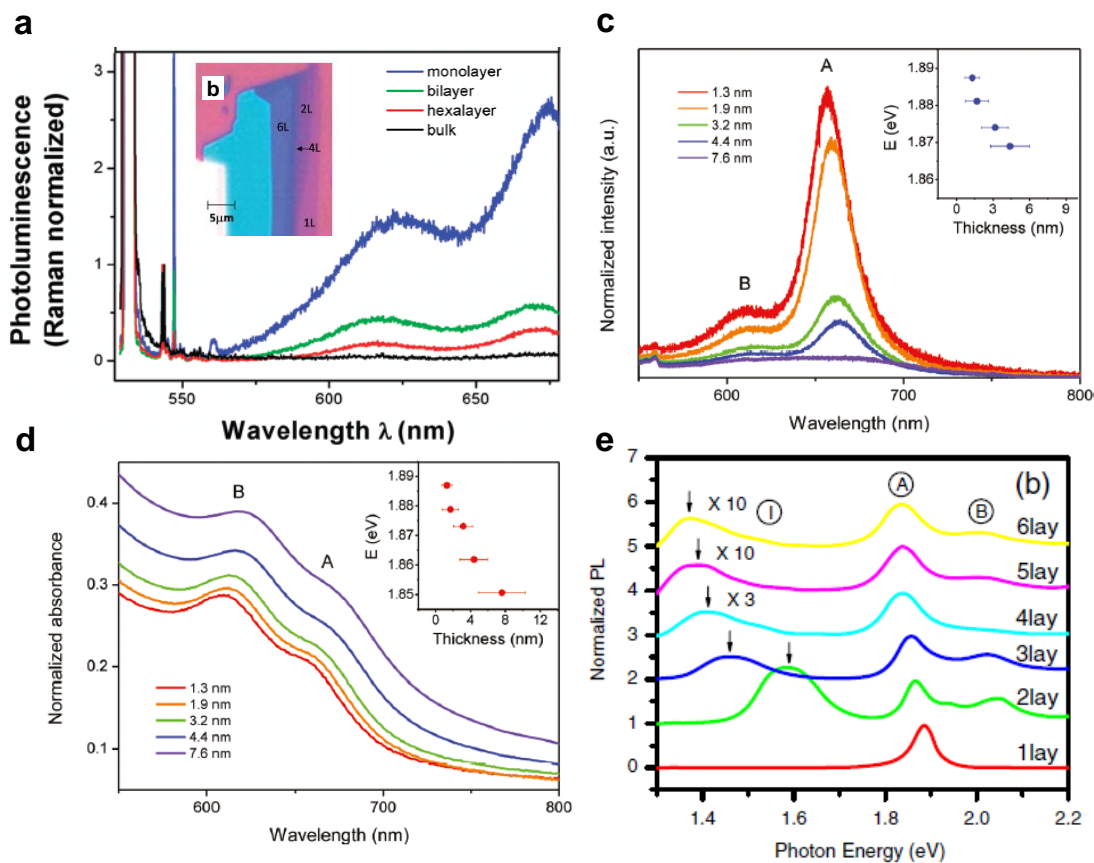 a
Photoluminescence
(Raman normalized)
3
2
1
0
550
600
650
Wavelength λ (nm)
b
6L
2L
4L
1L
5μm
monolayer
bilayer
hexalayer
bulk
c
Normalized intensity (a.u.)
A
B
1.3 nm
1.9 nm
3.2 nm
4.4 nm
7.6 nm
600
700
800
Wavelength (nm)
E (eV)
1.89
1.88
1.87
1.86
0 3 6 9
Thickness (nm)
d
Normalized absorbance
0.4
0.3
0.2
0.1
B
A
1.3 nm
1.9 nm
3.2 nm
4.4 nm
7.6 nm
600
700
800
Wavelength (nm)
E (eV)
1.89
1.88
1.87
1.86
1.85
0 4 8 12
Thickness (nm)
e
Normalized PL
7
6
5
4
3
2
1
0
(b)
A
B
I
X 10
X 10
X 3
6lay
5lay
4lay
3lay
2lay
1lay
1.4 1.6 1.8 2.0 2.2
Photon Energy (eV)